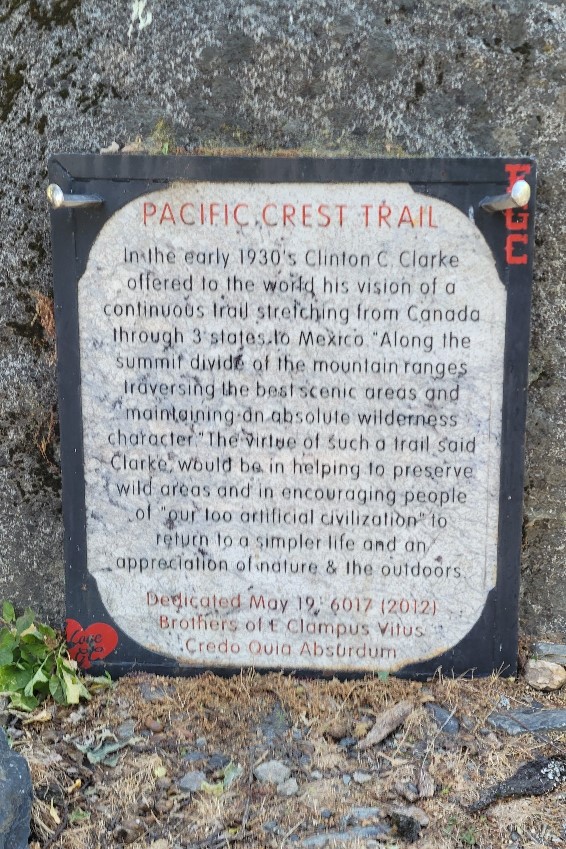 PACIFIC CREST TRAIL
In the early 1930's Clinton C. Clarke
offered to the world his vision of a
continuous trail stretching from Canada
through 3 states to Mexico. "Along the
summit divide of the mountain ranges
traversing the best scenic areas and
maintaining an absolute wilderness
character." The virtue of such a trail, said
Clarke, would be in helping to preserve
wild areas and in encouraging people
of "our too artificial civilization" to
return to a simpler life and an
appreciation of nature & the outdoors.
Dedicated May 19, 6017 (2012)
Brothers of E Clampus Vitus
Credo Quia Absurdum
Love